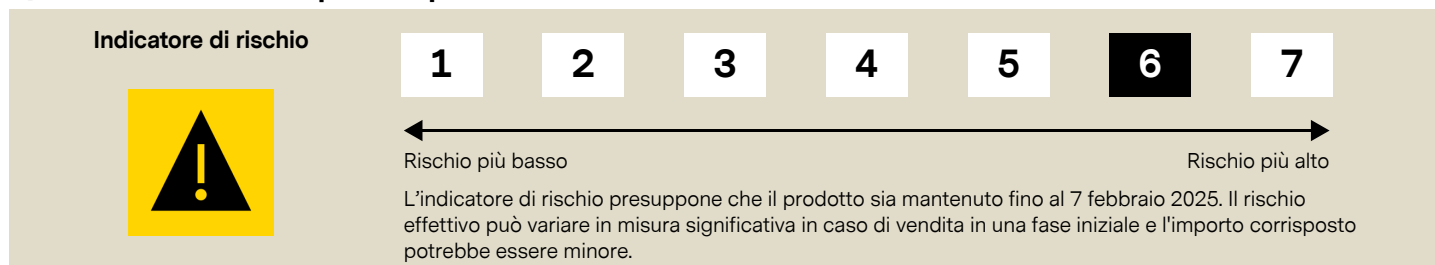 Indicatore di rischio
1 2 3 4 5 6 7
Rischio più basso Rischio più alto
L'indicatore di rischio presuppone che il prodotto sia mantenuto fino al 7 febbraio 2025. Il rischio
effettivo può variare in misura significativa in caso di vendita in una fase iniziale e l'importo corrisposto
potrebbe essere minore.